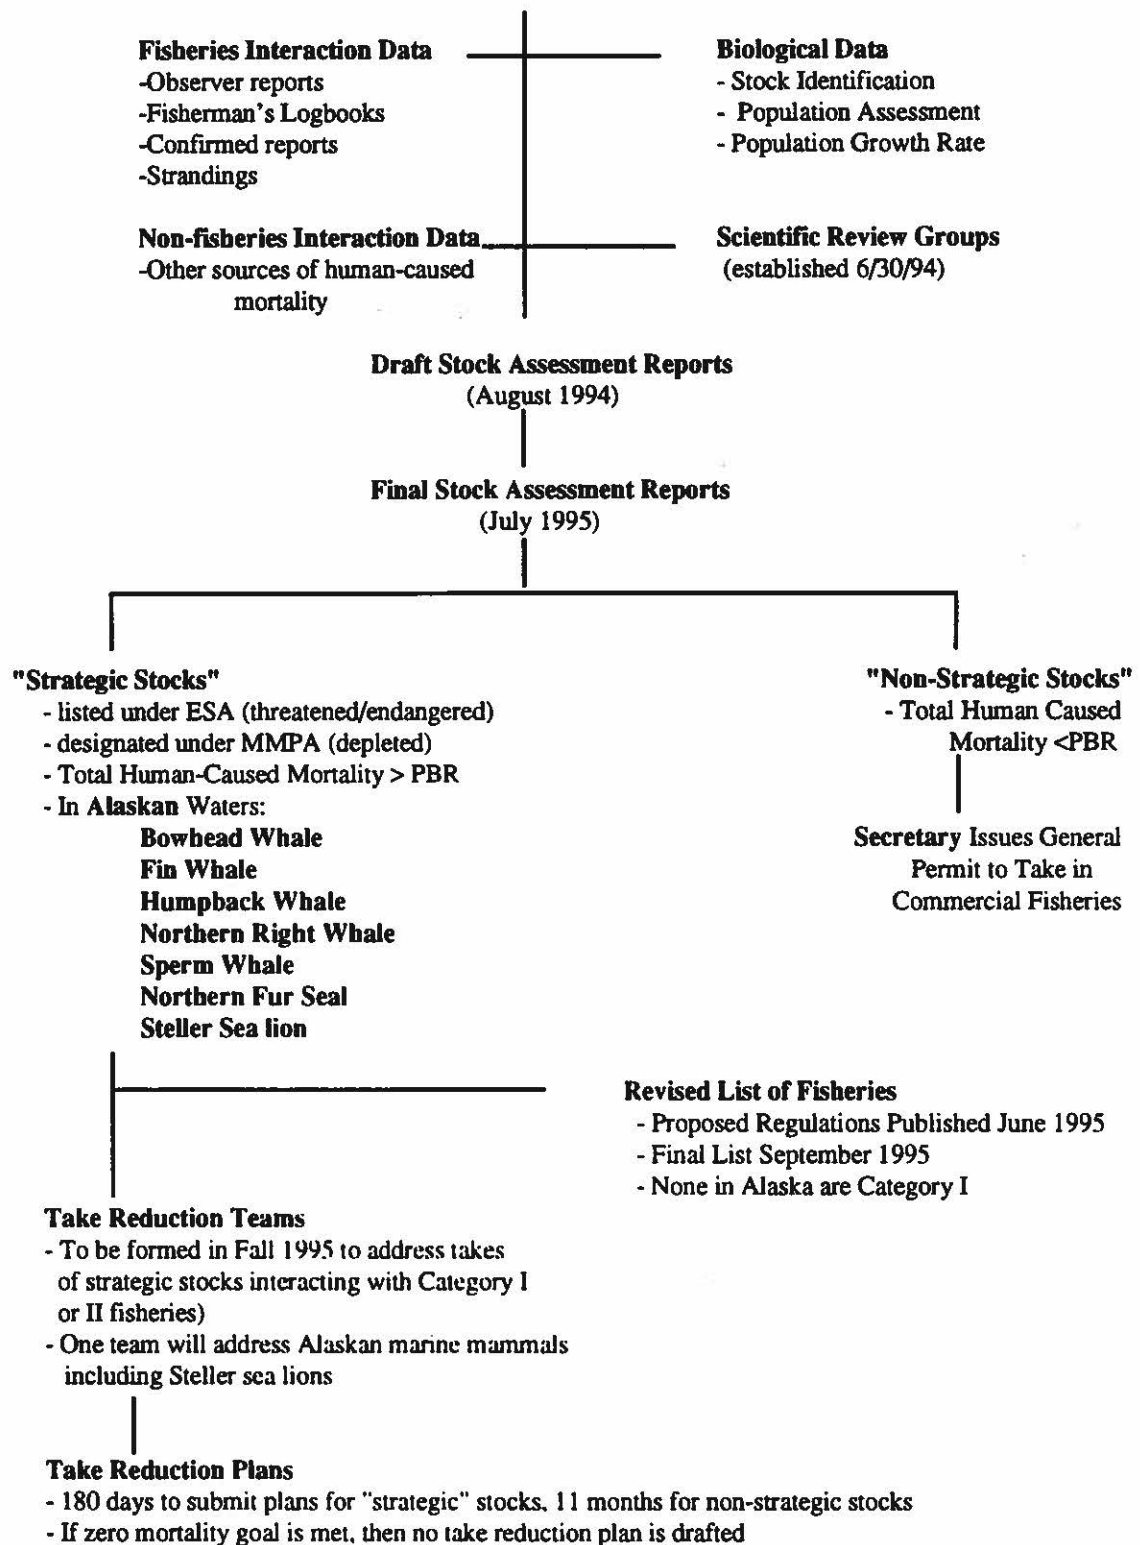 Fisheries Interaction Data
-Observer reports
-Fisherman's Logbooks
-Confirmed reports
-Strandings
Biological Data
- Stock Identification
- Population Assessment
- Population Growth Rate
Non-fisheries Interaction Data
-Other sources of human-caused
mortality
Scientific Review Groups
(established 6/30/94)
Draft Stock Assessment Reports
(August 1994)
Final Stock Assessment Reports
(July 1995)
"Strategic Stocks"
- listed under ESA (threatened/endangered)
- designated under MMPA (depleted)
- Total Human-Caused Mortality > PBR
- In Alaskan Waters:
Bowhead Whale
Fin Whale
Humpback Whale
Northern Right Whale
Sperm Whale
Northern Fur Seal
Steller Sea lion
"Non-Strategic Stocks"
- Total Human Caused
Mortality <PBR
Secretary Issues General
Permit to Take in
Commercial Fisheries
Revised List of Fisheries
- Proposed Regulations Published June 1995
- Final List September 1995
- None in Alaska are Category I
Take Reduction Teams
- To be formed in Fall 1995 to address takes
of strategic stocks interacting with Category I
or II fisheries)
- One team will address Alaskan marine mammals
including Steller sea lions
Take Reduction Plans
- 180 days to submit plans for "strategic" stocks, 11 months for non-strategic stocks
- If zero mortality goal is met, then no take reduction plan is drafted